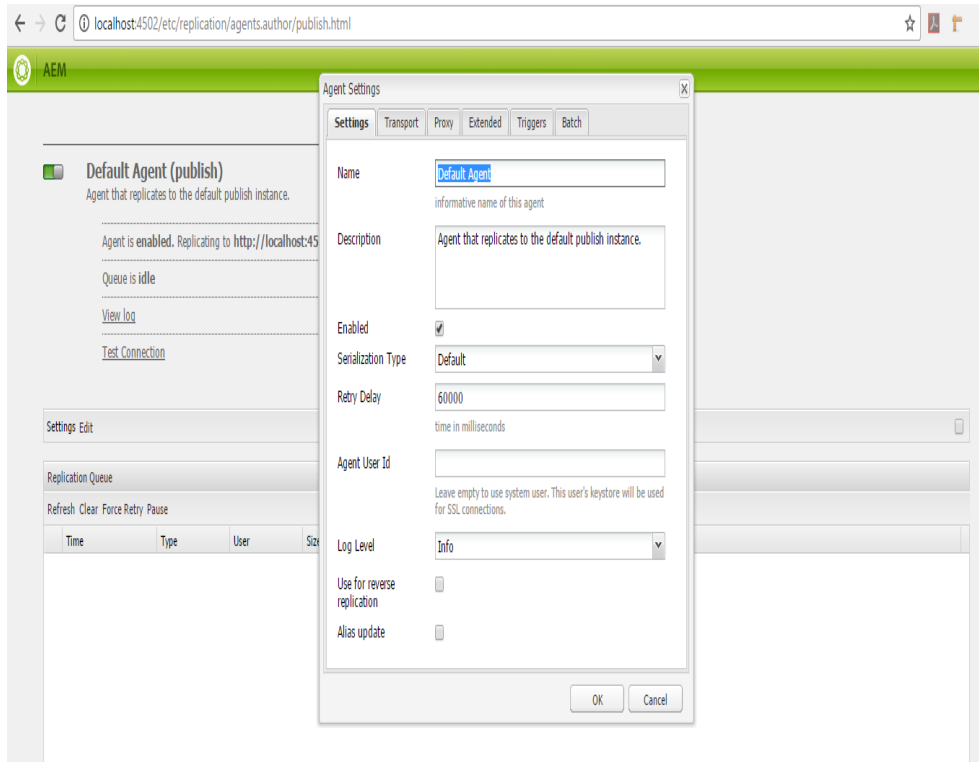 localhost:4502/etc/replication/agents.author/publish.html
AEM
Default Agent (publish)
Agent that replicates to the default publish instance.
Agent is enabled. Replicating to http://localhost:45
Queue is idle
View log
Test Connection
Settings Edit
Replication Queue
Refresh Clear Force Retry Pause
Time Type User Size
Agent Settings
Settings Transport Proxy Extended Triggers Batch
Name Default Agent
informative name of this agent
Description Agent that replicates to the default publish instance.
Enabled
Serialization Type Default
Retry Delay 60000
time in milliseconds
Agent User Id
Leave empty to use system user. This user's keystore will be used
for SSL connections.
Log Level Info
Use for reverse
replication
Alias update
OK Cancel